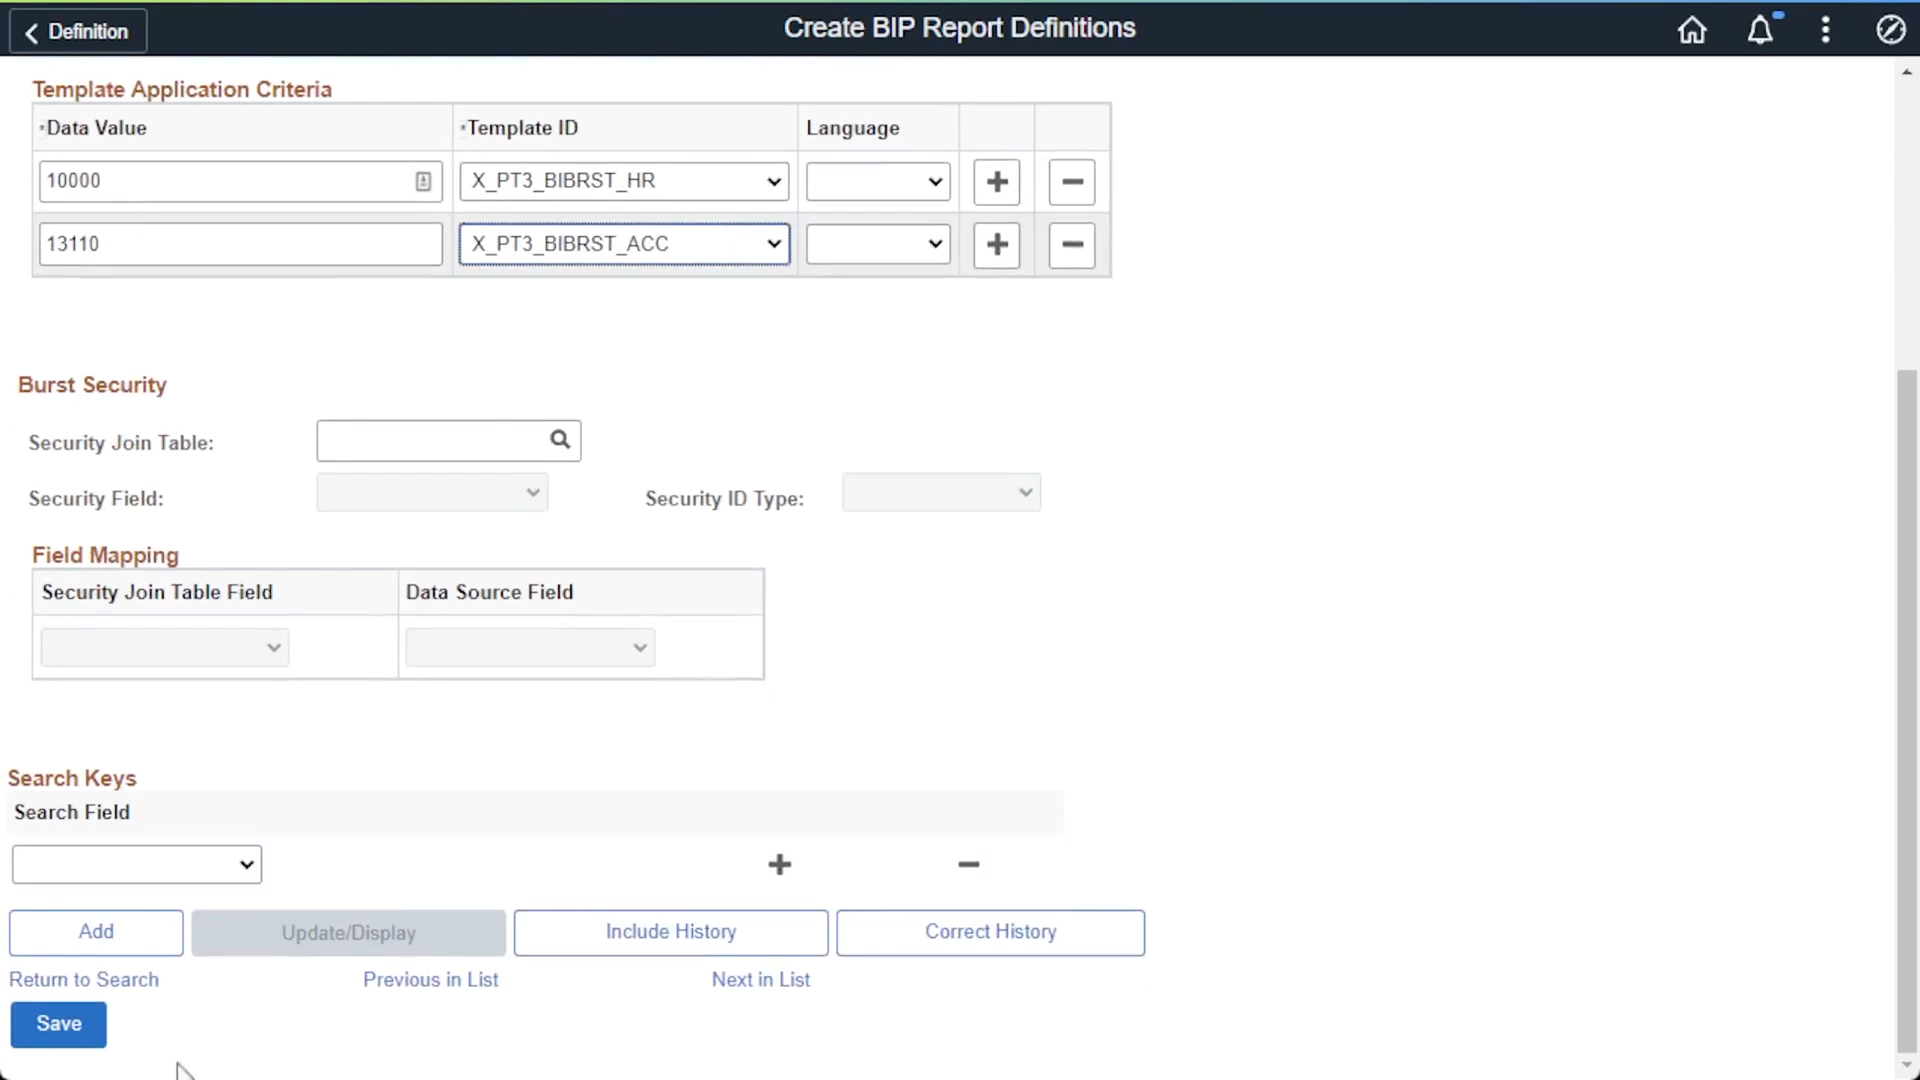 Definition
Create BIP Report Definitions
Template Application Criteria
*Data Value *Template ID Language
10000 X_PT3_BIBRST_HR
13110 X_PT3_BIBRST_ACC
Burst Security
Security Join Table:
Security Field: Security ID Type:
Field Mapping
Security Join Table Field Data Source Field
Search Keys
Search Field
Add Update/Display Include History Correct History
Return to Search Previous in List Next in List
Save